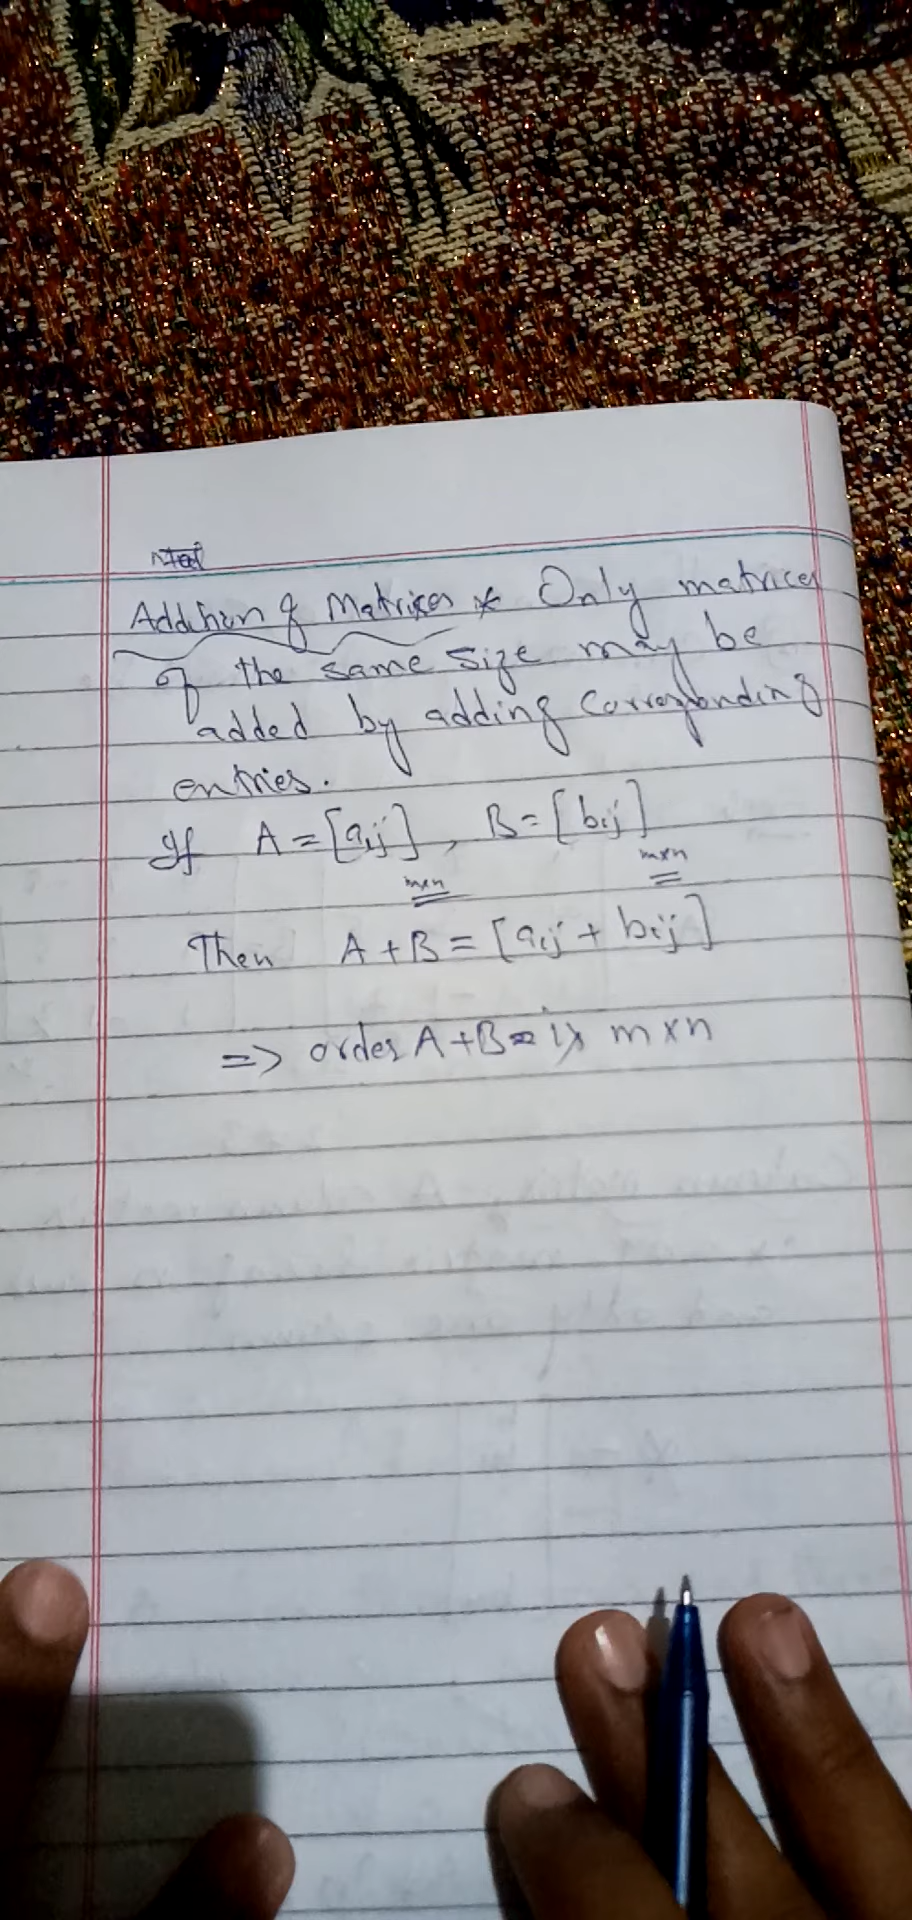 Addition of Matrices * Only matrices
of the same size may be
added by adding corresponding
entries.
If A = [aij] m×n , B = [bij] m×n
Then A + B = [aij + bij]
=> order A + B is m×n